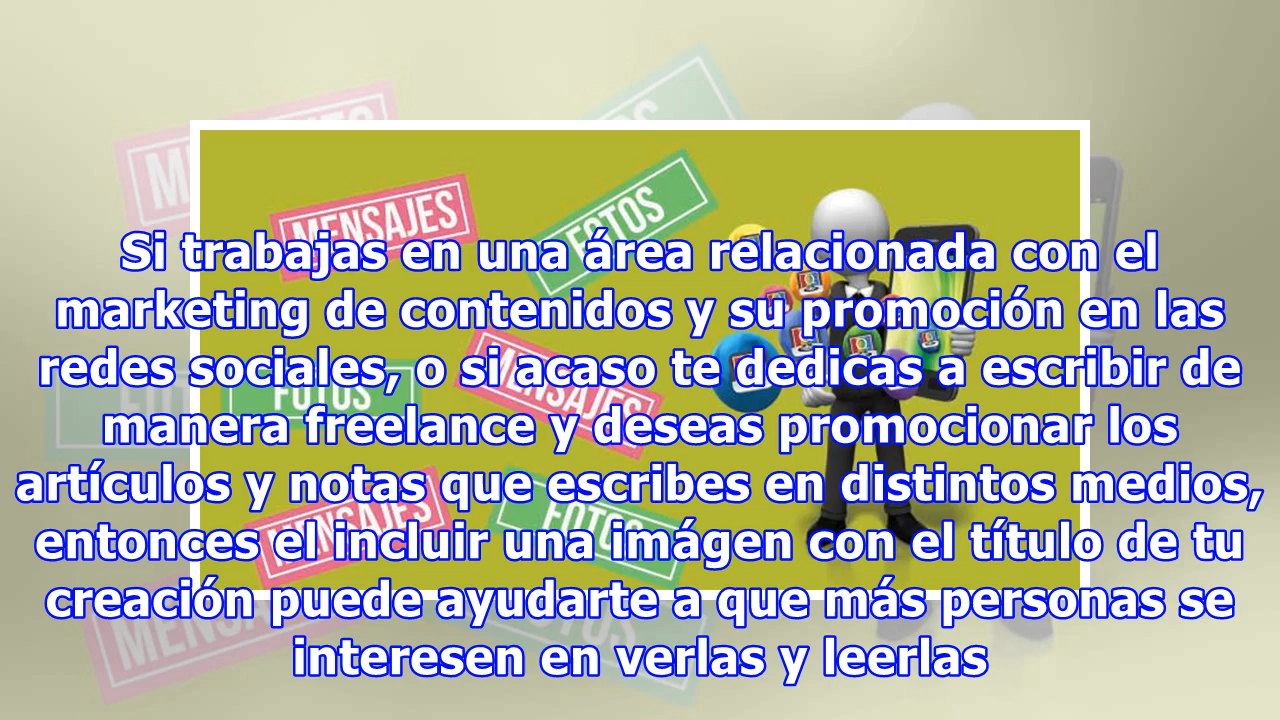 MENSAJES
FOTOS
Si trabajas en una área relacionada con el
marketing de contenidos y su promoción en las
redes sociales, o si acaso te dedicas a escribir de
manera freelance y deseas promocionar los
artículos y notas que escribes en distintos medios,
entonces el incluir una imágen con el título de tu
creación puede ayudarte a que más personas se
interesen en verlas y leerlas
FOTOS
MENSAJES
MENSAJES
FOTOS